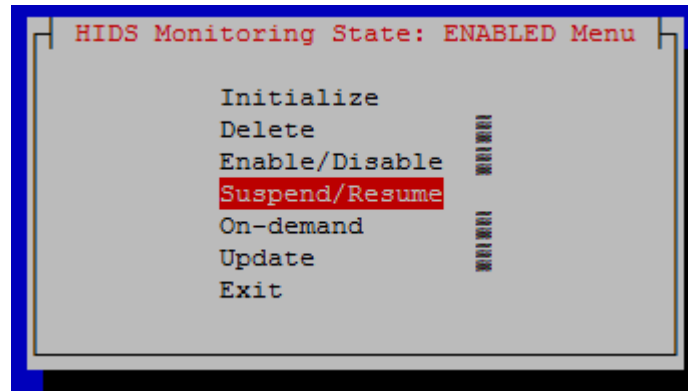 HIDS Monitoring State: ENABLED Menu
Initialize
Delete
Enable/Disable
Suspend/Resume
On-demand
Update
Exit